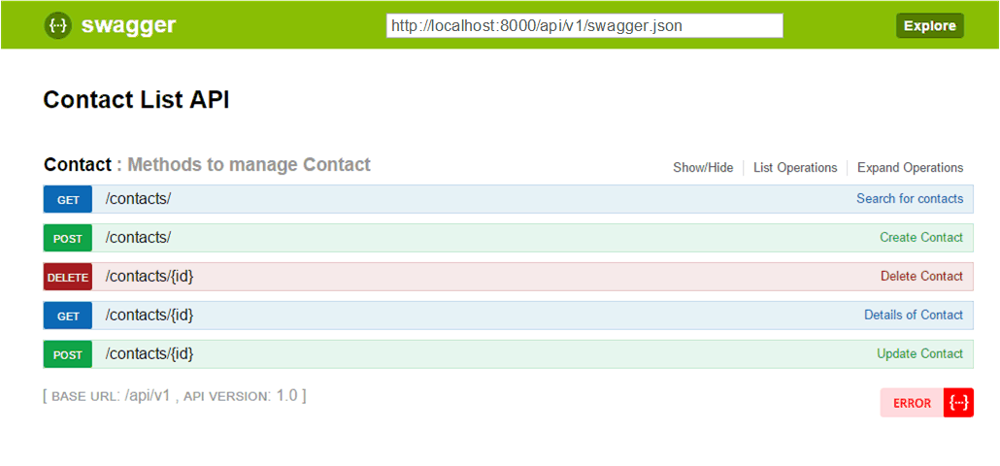 {···} swagger http://localhost:8000/api/v1/swagger.json Explore
Contact List API
Contact : Methods to manage Contact Show/Hide List Operations Expand Operations
GET /contacts/ Search for contacts
POST /contacts/ Create Contact
DELETE /contacts/{id} Delete Contact
GET /contacts/{id} Details of Contact
POST /contacts/{id} Update Contact
[ BASE URL: /api/v1 , API VERSION: 1.0 ] ERROR {···}